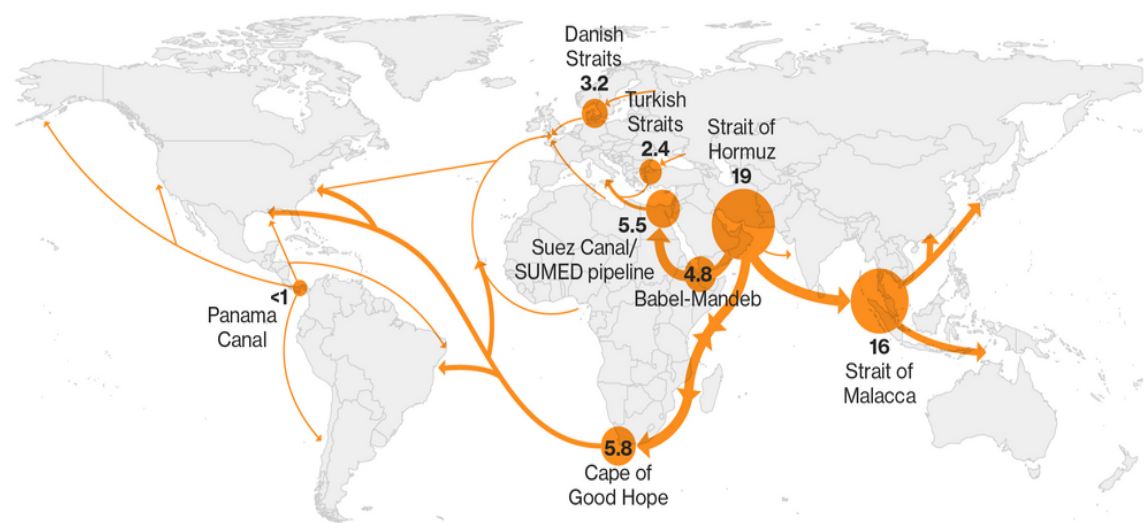 Danish
Straits
3.2
Turkish
Straits
2.4
Strait of
Hormuz
19
5.5
Suez Canal/
SUMED pipeline
4.8
Babel-Mandeb
<1
Panama
Canal
16
Strait of
Malacca
5.8
Cape of
Good Hope